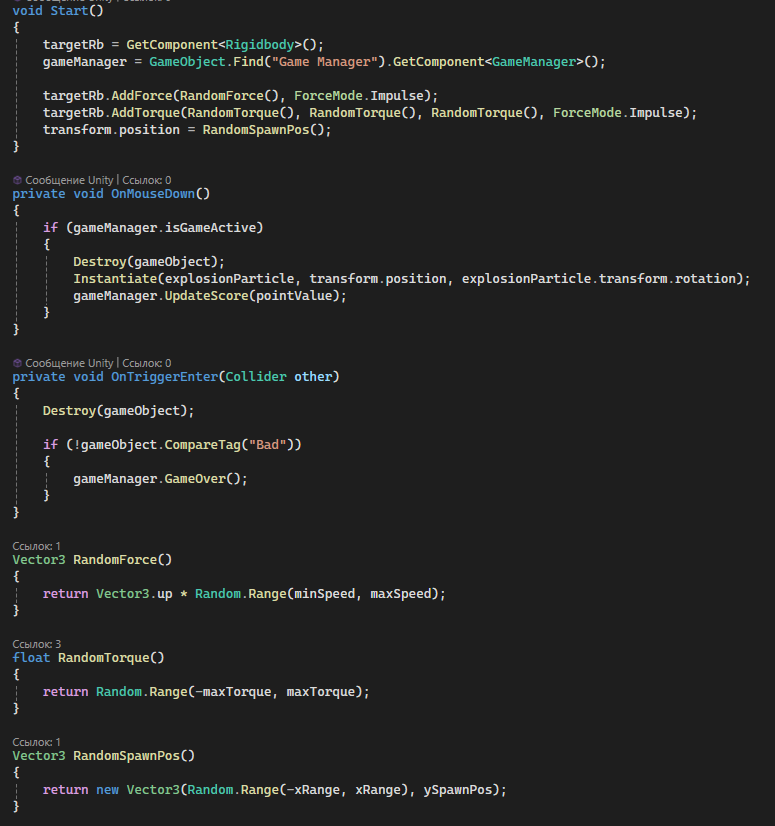 Сообщение Unity | Ссылок: 0
void Start()
{
targetRb = GetComponent<Rigidbody>();
gameManager = GameObject.Find("Game Manager").GetComponent<GameManager>();
targetRb.AddForce(RandomForce(), ForceMode.Impulse);
targetRb.AddTorque(RandomTorque(), RandomTorque(), RandomTorque(), ForceMode.Impulse);
transform.position = RandomSpawnPos();
}
Сообщение Unity | Ссылок: 0
private void OnMouseDown()
{
if (gameManager.isGameActive)
{
Destroy(gameObject);
Instantiate(explosionParticle, transform.position, explosionParticle.transform.rotation);
gameManager.UpdateScore(pointValue);
}
}
Сообщение Unity | Ссылок: 0
private void OnTriggerEnter(Collider other)
{
Destroy(gameObject);
if (!gameObject.CompareTag("Bad"))
{
gameManager.GameOver();
}
}
Ссылок: 1
Vector3 RandomForce()
{
return Vector3.up * Random.Range(minSpeed, maxSpeed);
}
Ссылок: 3
float RandomTorque()
{
return Random.Range(-maxTorque, maxTorque);
}
Ссылок: 1
Vector3 RandomSpawnPos()
{
return new Vector3(Random.Range(-xRange, xRange), ySpawnPos);
}